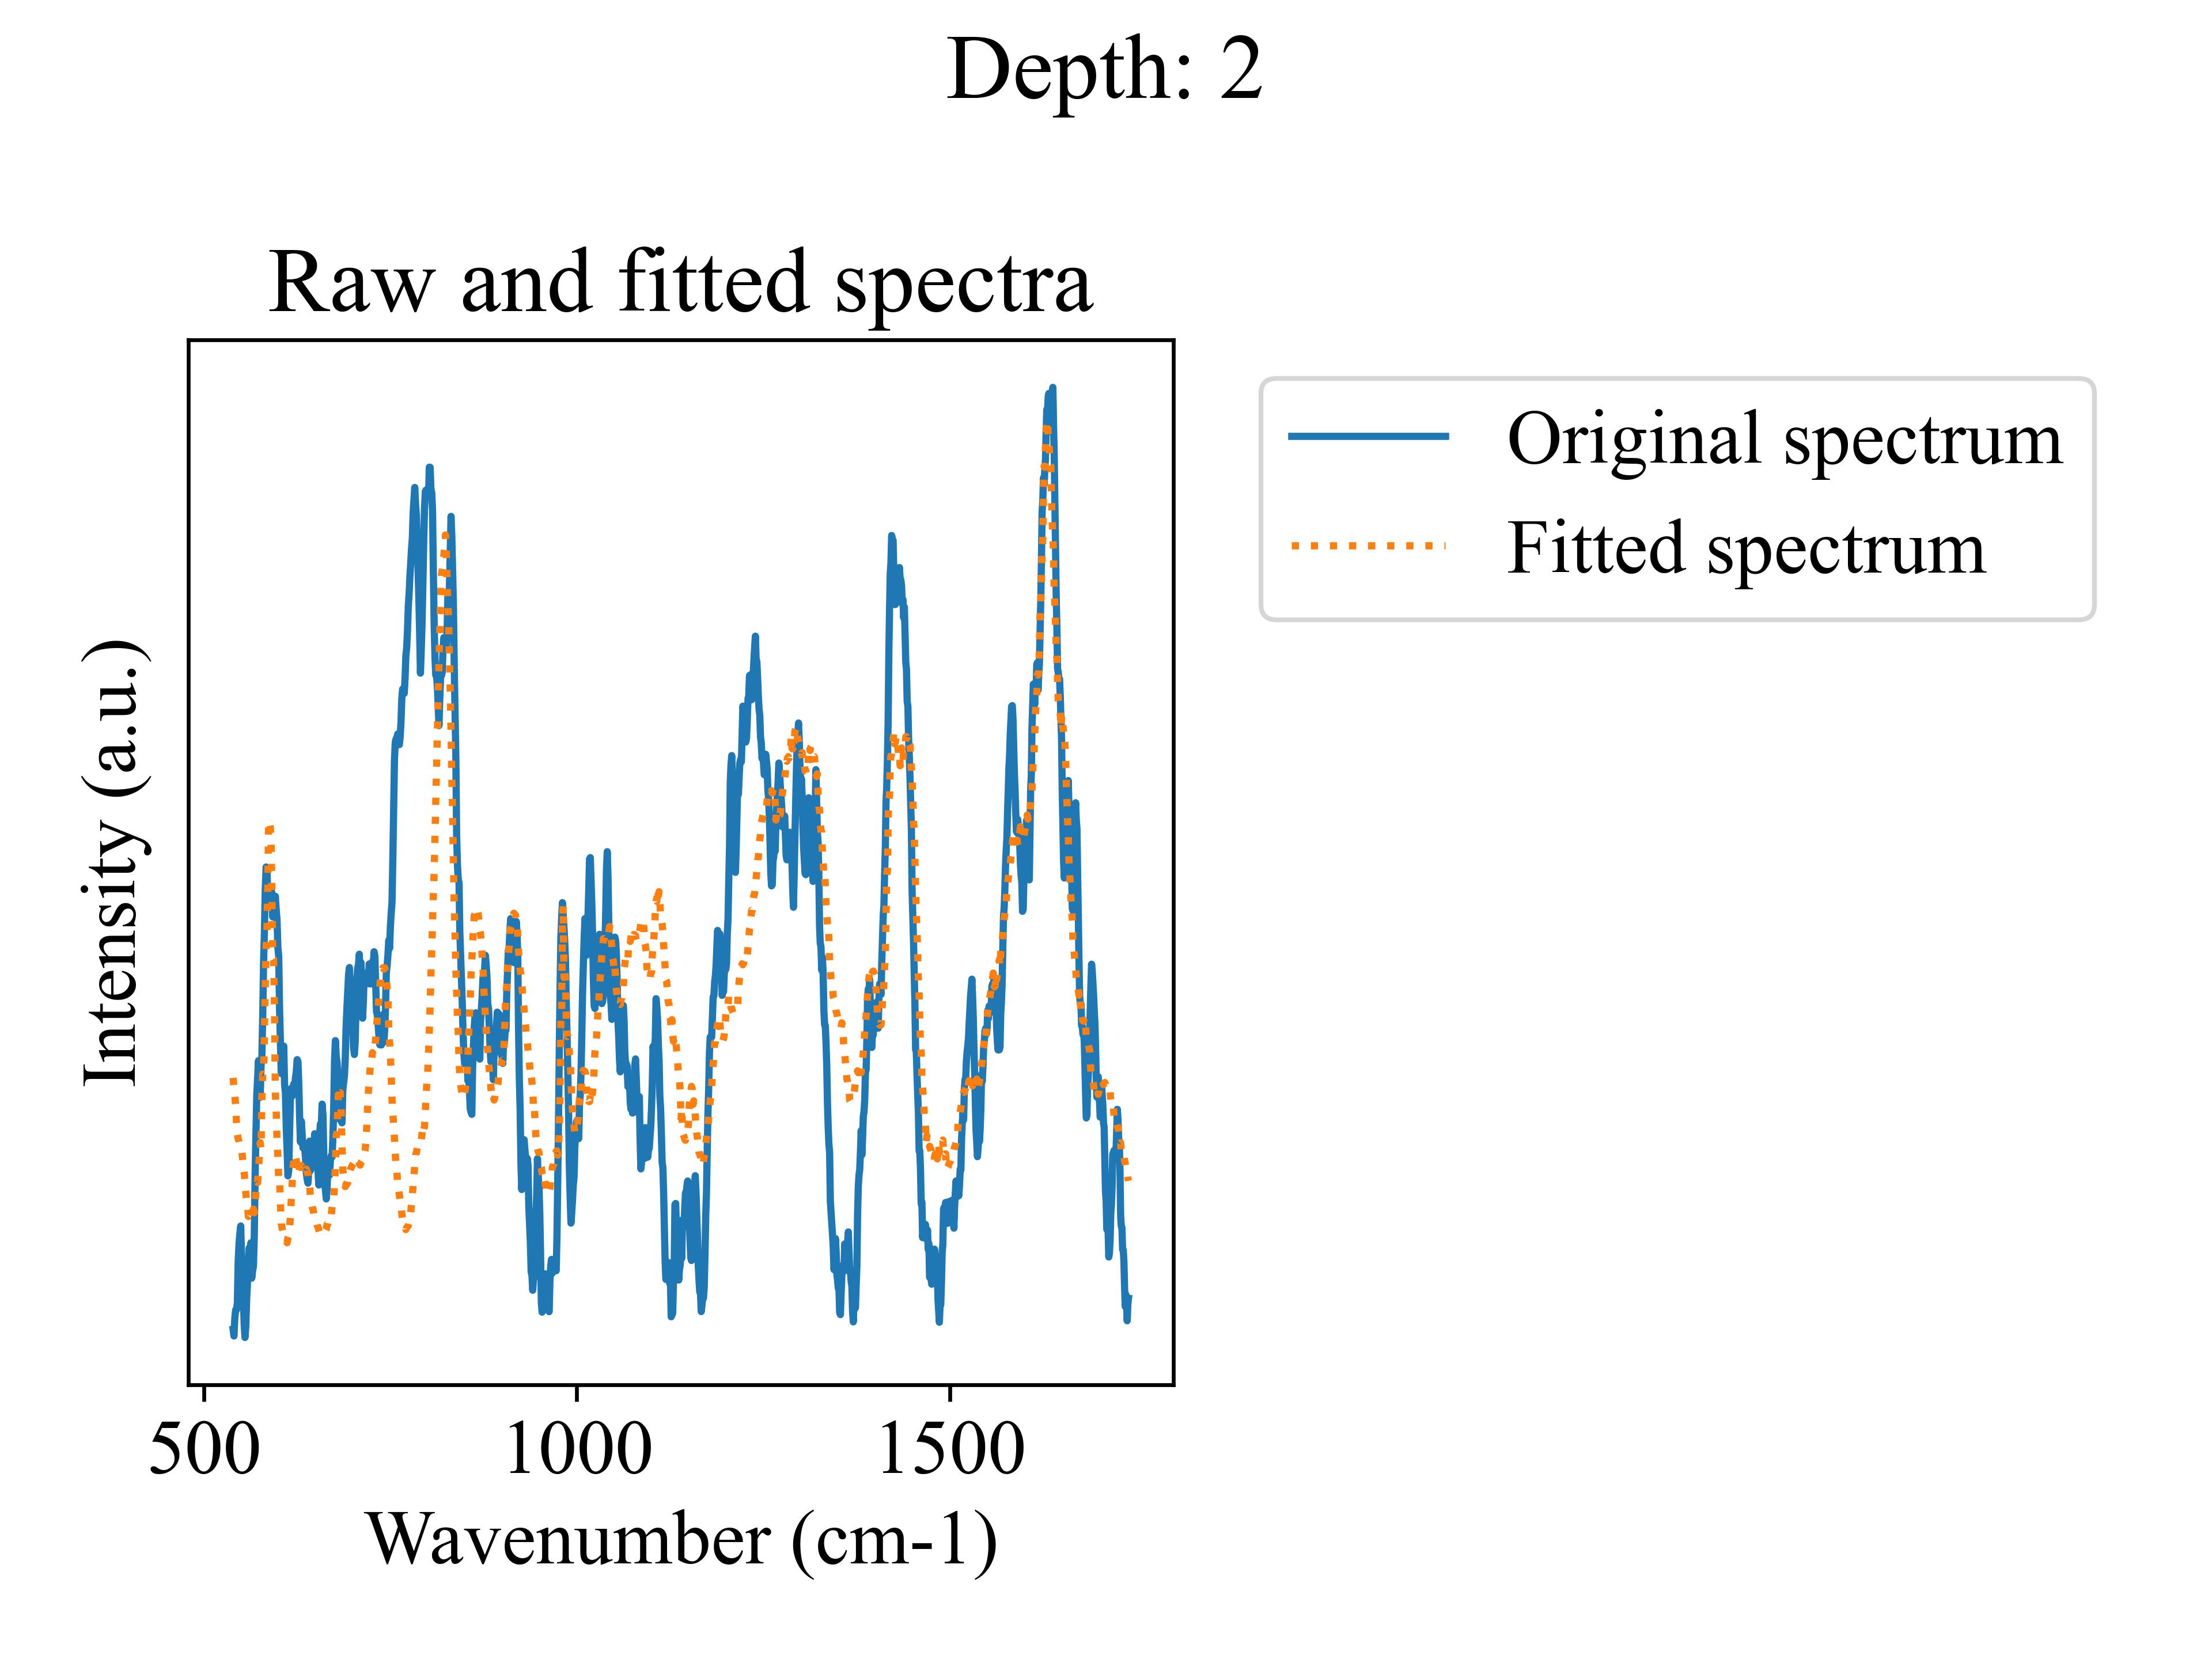 Depth: 2
Raw and fitted spectra
Original spectrum
Fitted spectrum
Intensity (a.u.)
500 1000 1500
Wavenumber (cm-1)